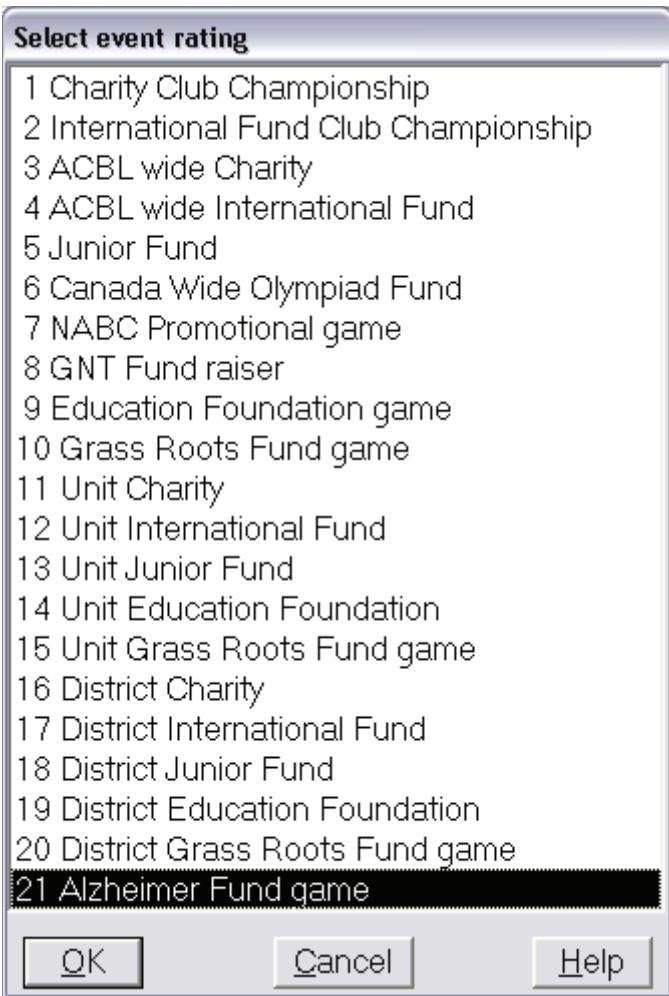 Select event rating
1 Charity Club Championship
2 International Fund Club Championship
3 ACBL wide Charity
4 ACBL wide International Fund
5 Junior Fund
6 Canada Wide Olympiad Fund
7 NABC Promotional game
8 GNT Fund raiser
9 Education Foundation game
10 Grass Roots Fund game
11 Unit Charity
12 Unit International Fund
13 Unit Junior Fund
14 Unit Education Foundation
15 Unit Grass Roots Fund game
16 District Charity
17 District International Fund
18 District Junior Fund
19 District Education Foundation
20 District Grass Roots Fund game
21 Alzheimer Fund game
OK Cancel Help